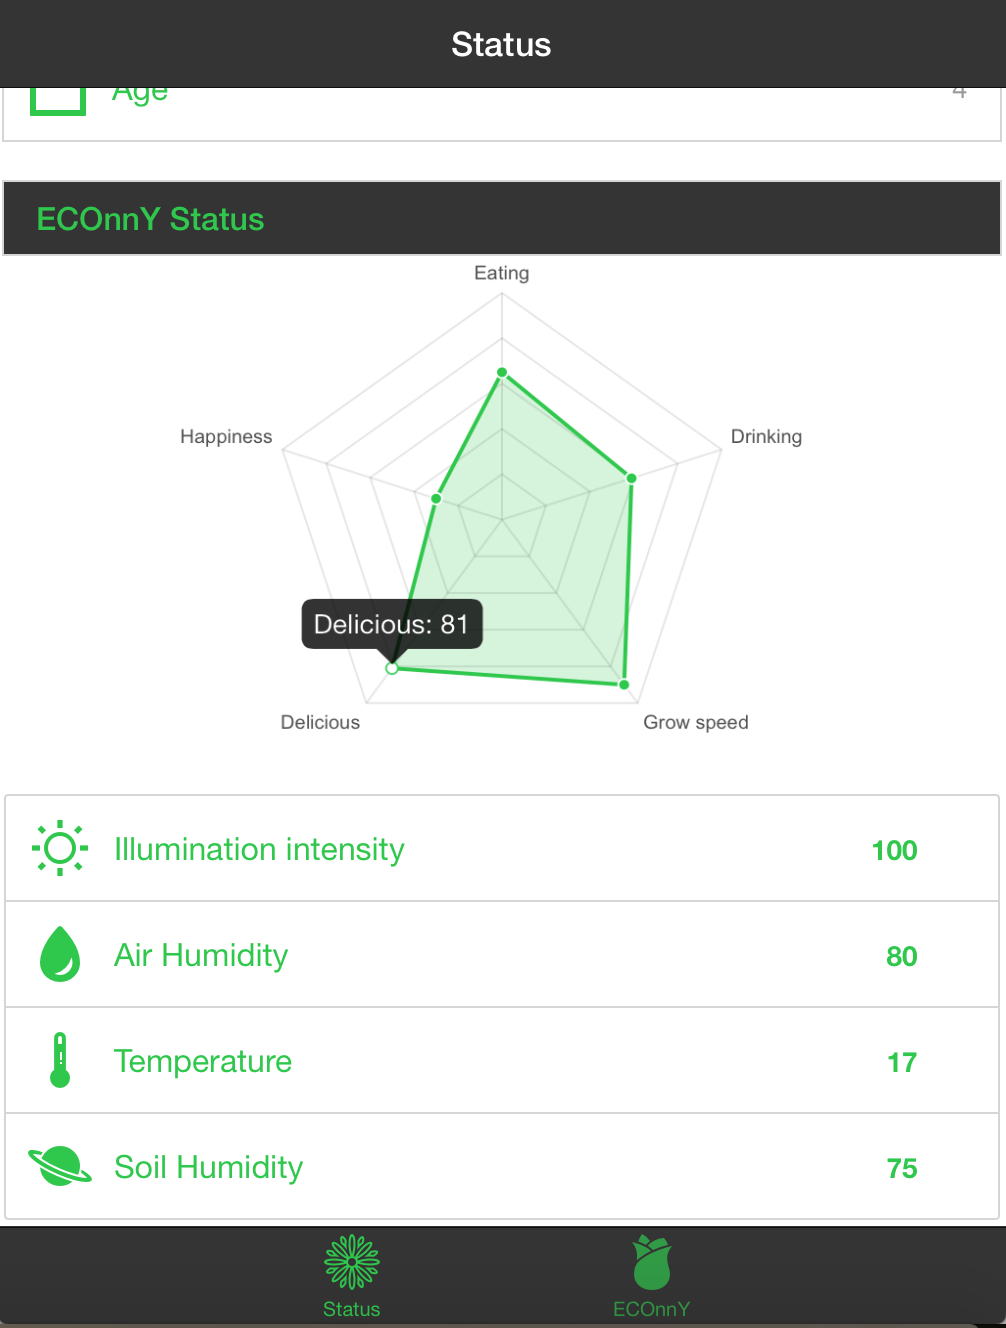 Status
Age
4
ECOnnY Status
Eating
Happiness
Drinking
Delicious: 81
Delicious
Grow speed
Illumination intensity 100
Air Humidity 80
Temperature 17
Soil Humidity 75
Status ECOnnY